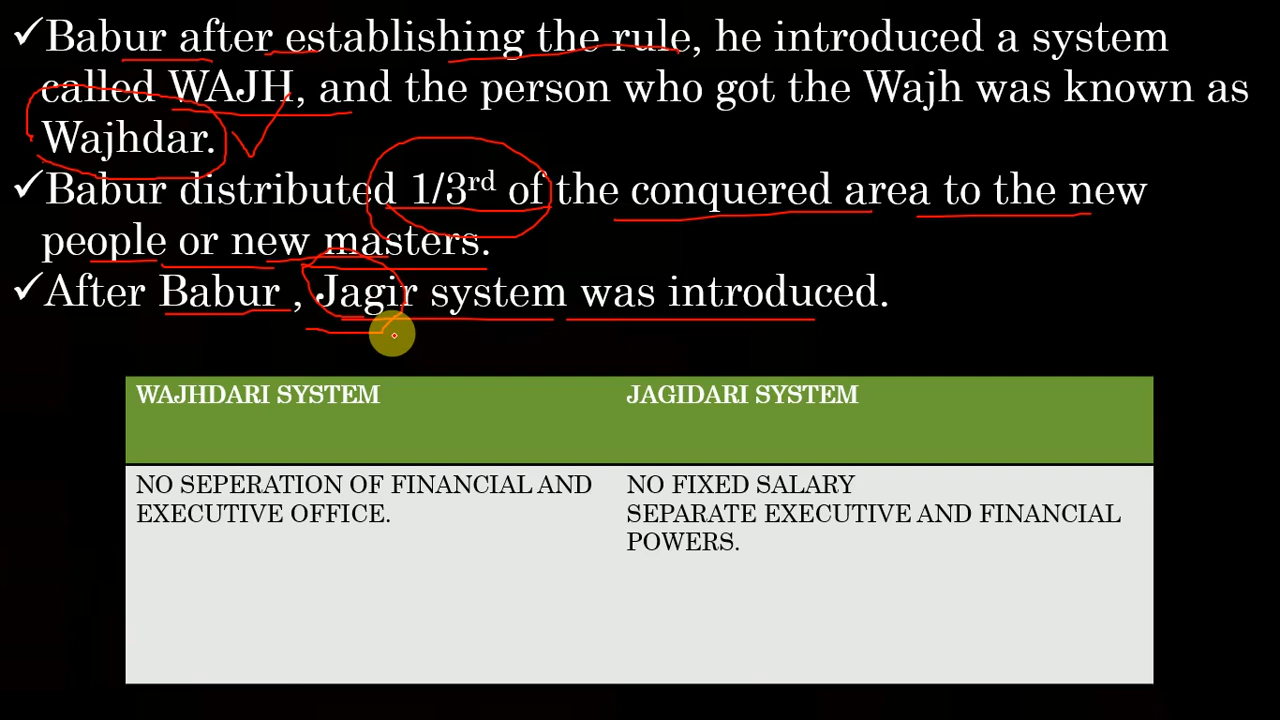 ✓Babur after establishing the rule, he introduced a system
called WAJH, and the person who got the Wajh was known as
Wajhdar.
✓Babur distributed 1/3rd of the conquered area to the new
people or new masters.
✓After Babur , Jagir system was introduced.
WAJHDARI SYSTEM
JAGIDARI SYSTEM
NO SEPERATION OF FINANCIAL AND
EXECUTIVE OFFICE.
NO FIXED SALARY
SEPARATE EXECUTIVE AND FINANCIAL
POWERS.